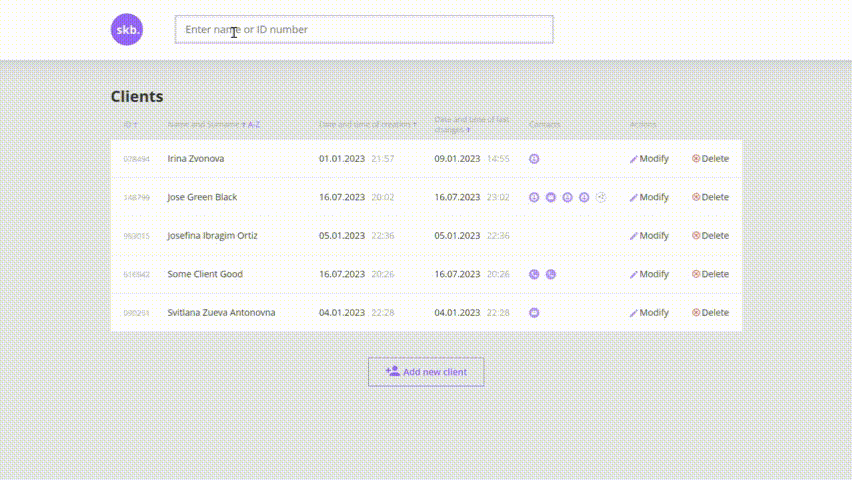 skb.
Enter name or ID number
Clients
ID ↑ Name and Surname ↑ A-Z Date and time of creation ↑ Date and time of last changes ↑ Contacts Actions
Irina Zvonova 01.01.2023 21:57 09.01.2023 14:55 Modify Delete
Jose Green Black 16.07.2023 20:02 16.07.2023 23:02 Modify Delete
Josefina Ibragim Ortiz 05.01.2023 22:36 05.01.2023 22:36 Modify Delete
Some Client Good 16.07.2023 20:26 16.07.2023 20:26 Modify Delete
Svitlana Zueva Antonovna 04.01.2023 22:28 04.01.2023 22:28 Modify Delete
Add new client